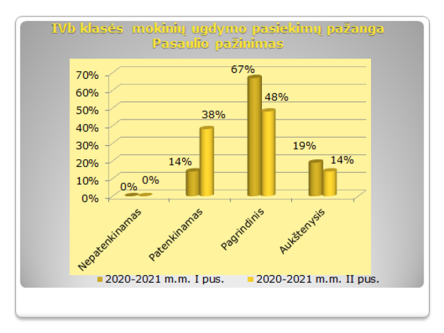 IVb klasės mokinių ugdymo pasiekimų pažanga
Pasaulio pažinimas
70%
60%
50%
40%
30%
20%
10%
0%
0%
0%
14%
38%
67%
48%
19%
14%
Nepatenkinamas
Patenkinamas
Pagrindinis
Aukštenysis
2020-2021 m.m. I pus.
2020-2021 m.m. II pus.